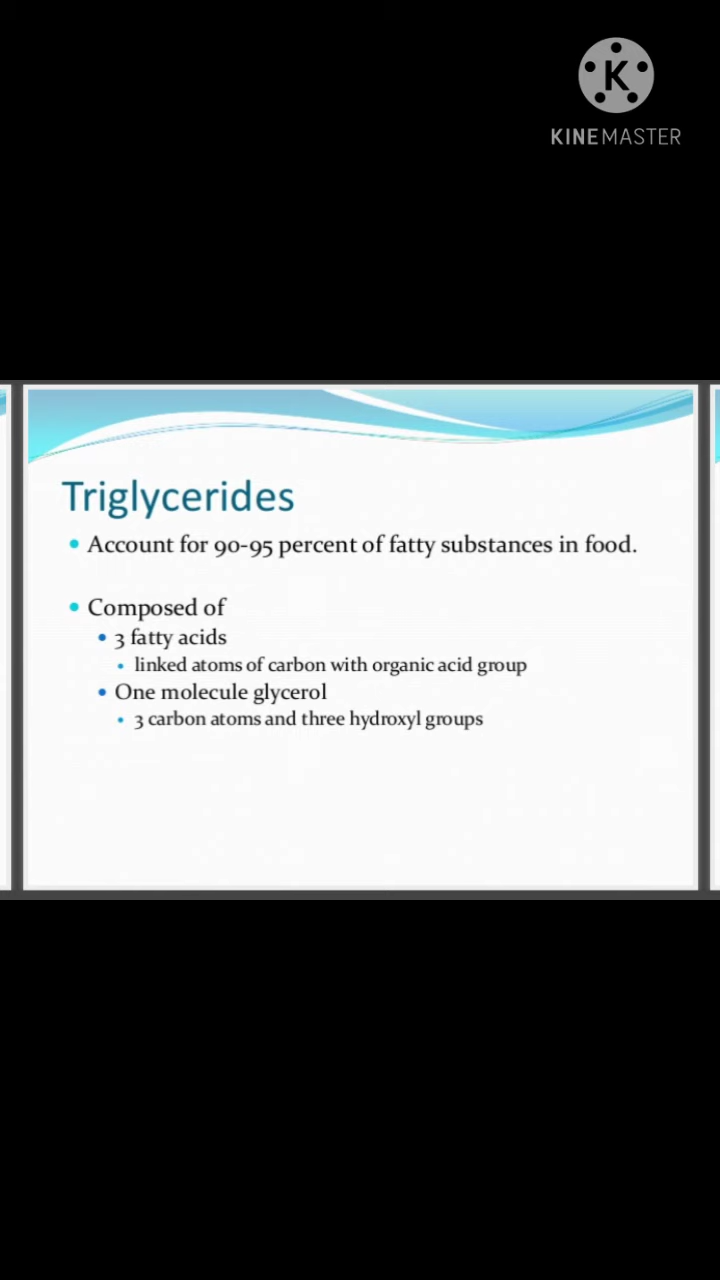 K
KINEMASTER
Triglycerides
• Account for 90-95 percent of fatty substances in food.
• Composed of
• 3 fatty acids
• linked atoms of carbon with organic acid group
• One molecule glycerol
• 3 carbon atoms and three hydroxyl groups